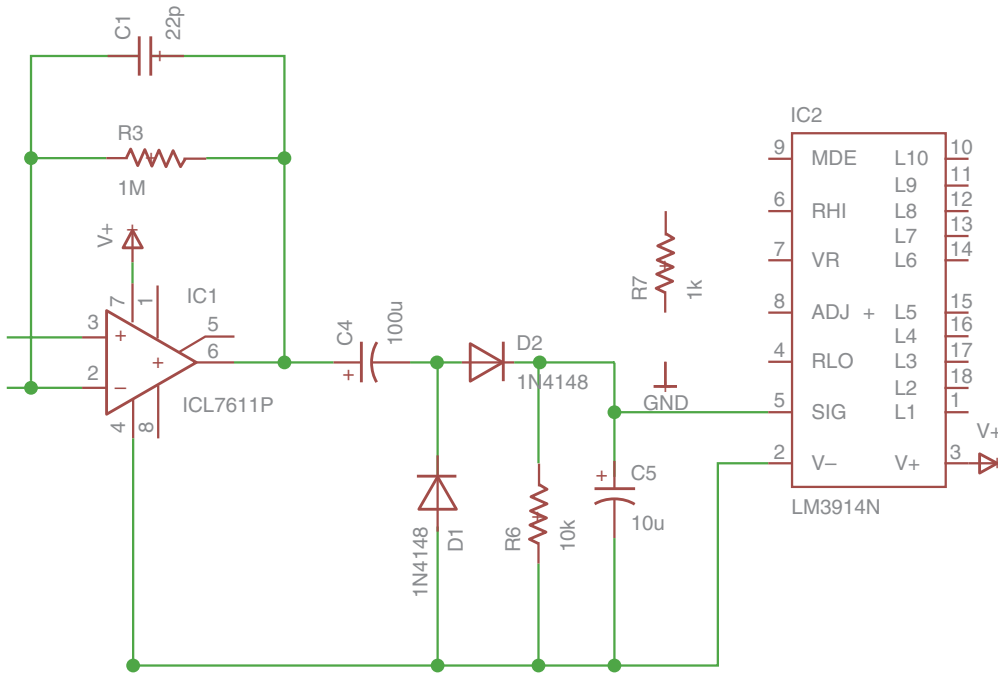 C1
22p
R3
1M
V+
7
1
IC1
3
+
5
+
6
2
−
4
8
ICL7611P
C4
100u
+
D2
1N4148
D1
1N4148
R6
10k
+
C5
10u
R7
1k
GND
IC2
9 MDE L10 10
L9 11
6 RHI L8 12
L7 13
7 VR L6 14
8 ADJ + L5 15
L4 16
4 RLO L3 17
L2 18
5 SIG L1 1
2 V− V+ 3
V+
LM3914N